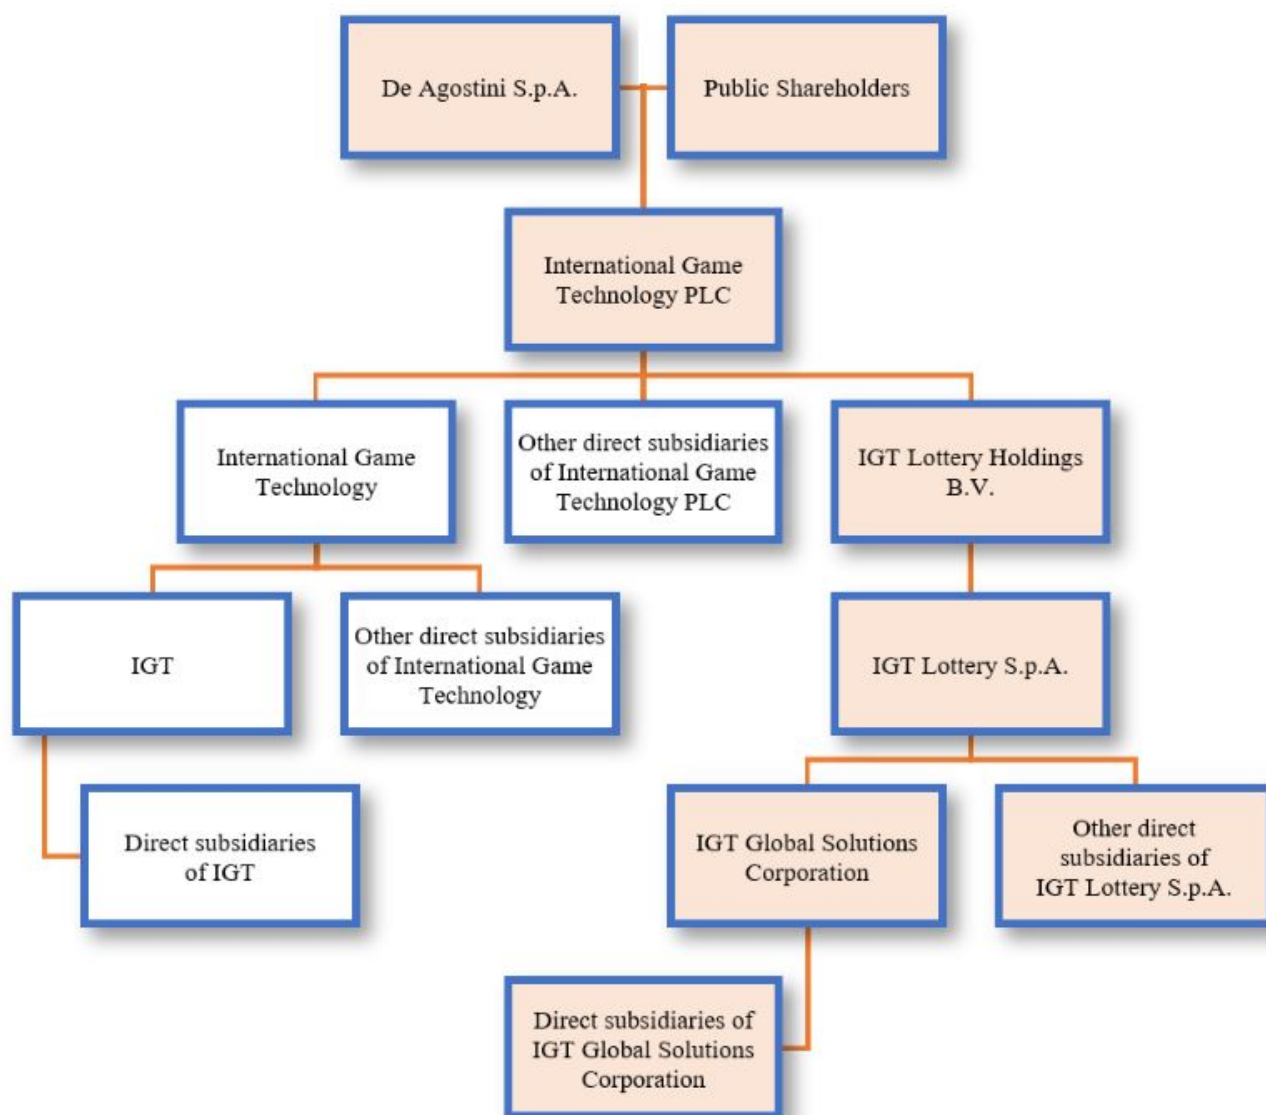 De Agostini S.p.A.
Public Shareholders
International Game
Technology PLC
International Game
Technology
Other direct subsidiaries
of International Game
Technology PLC
IGT Lottery Holdings
B.V.
IGT
Other direct subsidiaries
of International Game
Technology
IGT Lottery S.p.A.
Direct subsidiaries
of IGT
IGT Global Solutions
Corporation
Other direct
subsidiaries of
IGT Lottery S.p.A.
Direct subsidiaries of
IGT Global Solutions
Corporation